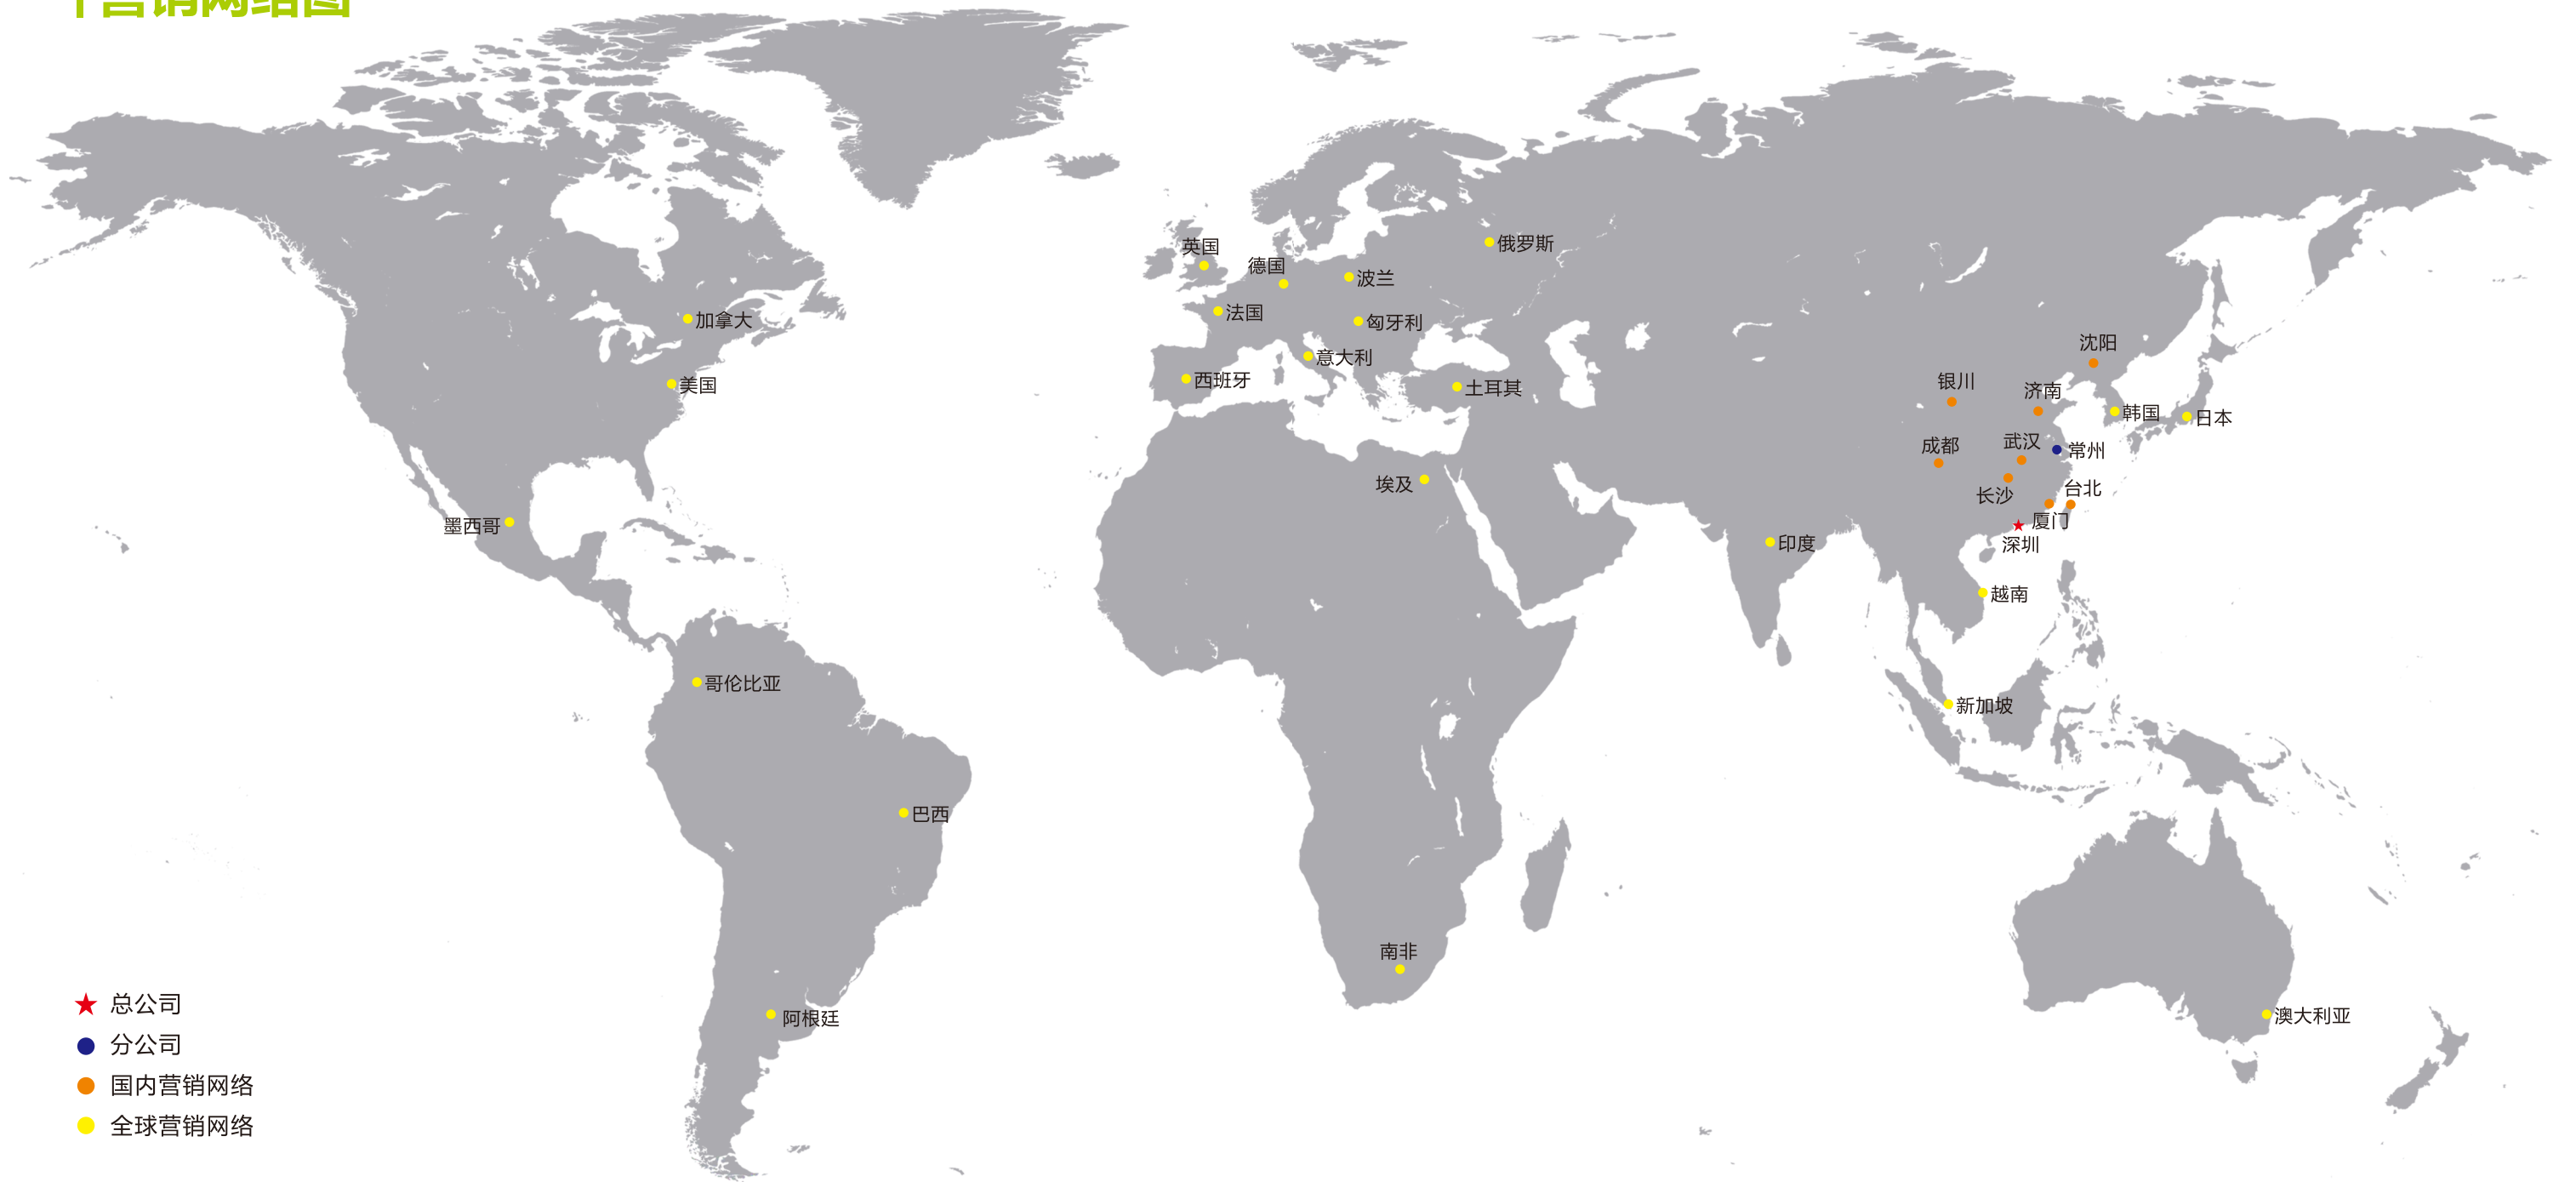 营销网络图
英国
俄罗斯
德国
波兰
法国
匈牙利
加拿大
意大利
西班牙
美国
土耳其
沈阳
银川
济南
韩国
日本
成都
武汉
常州
埃及
长沙
台北
墨西哥
厦门
印度
深圳
越南
哥伦比亚
新加坡
巴西
南非
阿根廷
澳大利亚
总公司
分公司
国内营销网络
全球营销网络